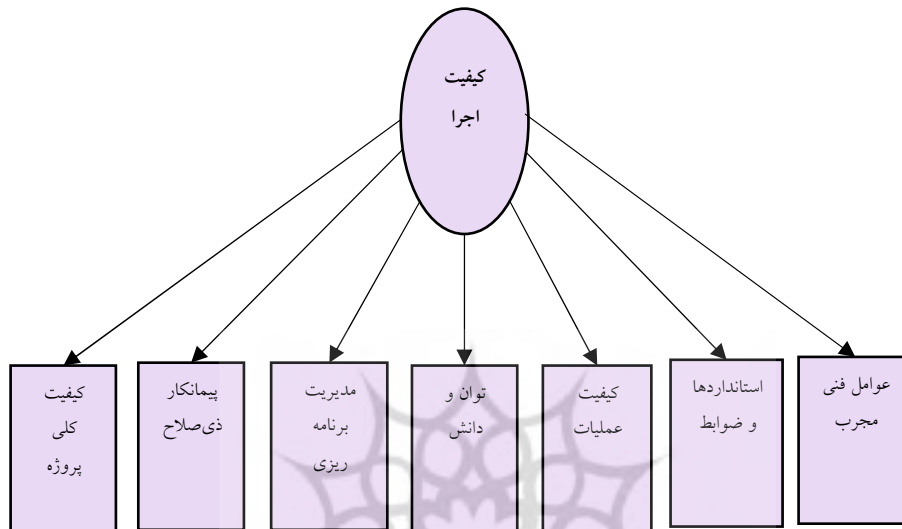 کیفیت
اجرا
عوامل فنی
مجرب
استانداردها
و ضوابط
کیفیت
عملیات
توان و
دانش
مدیریت
برنامه
ریزی
پیمانکار
ذی‌صلاح
کیفیت
کلی
پروژه